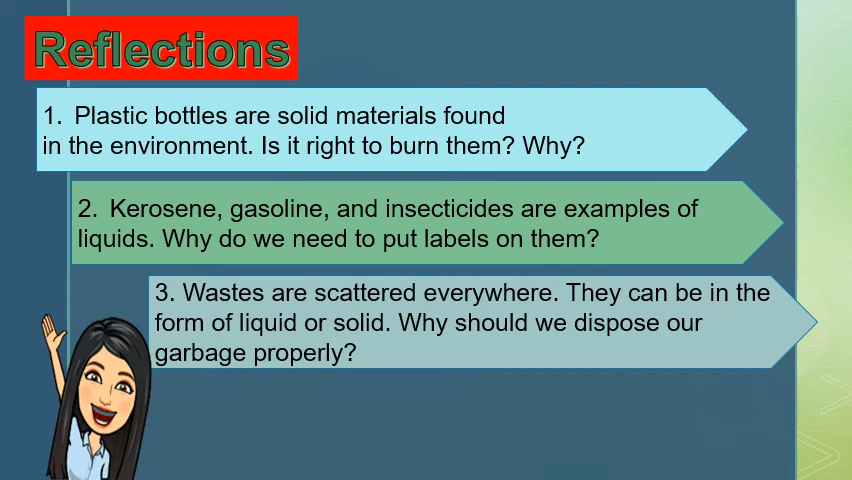 Reflections
1. Plastic bottles are solid materials found
in the environment. Is it right to burn them? Why?
2. Kerosene, gasoline, and insecticides are examples of
liquids. Why do we need to put labels on them?
3. Wastes are scattered everywhere. They can be in the
form of liquid or solid. Why should we dispose our
garbage properly?